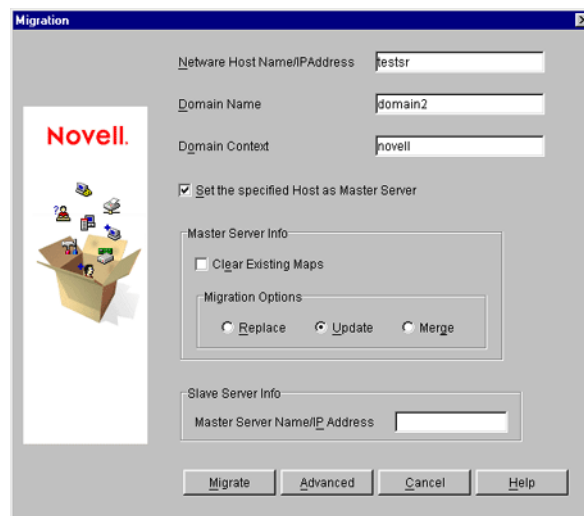 Migration
Netware Host Name/IPAddress testsr
Domain Name domain2
Domain Context novell
Novell.
Set the specified Host as Master Server
Master Server Info
Clear Existing Maps
Migration Options
Replace Update Merge
Slave Server Info
Master Server Name/IP Address
Migrate Advanced Cancel Help